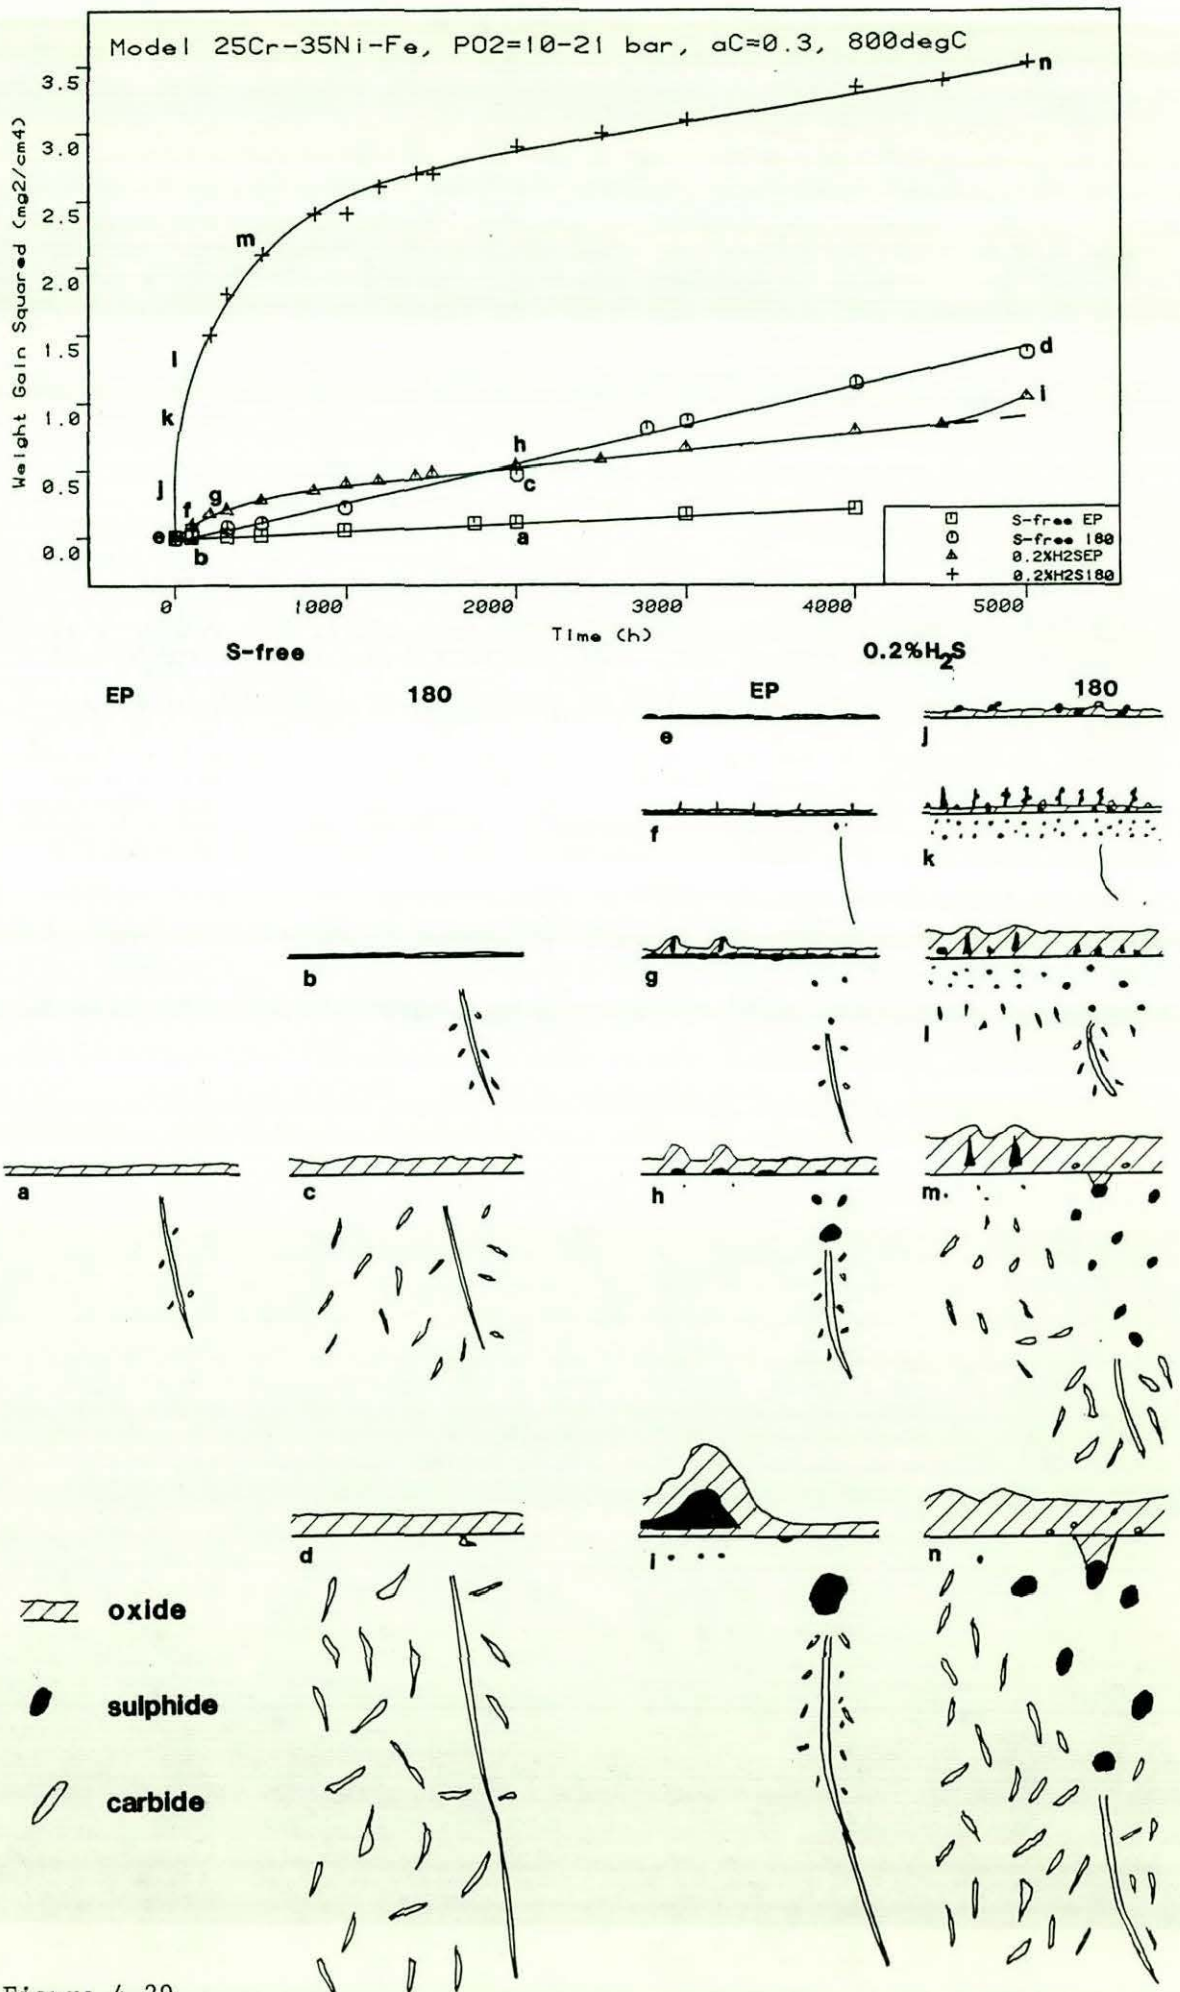 Model 25Cr-35Ni-Fe, PO2=10-21 bar, aC≈0.3, 800degC
Weight Gain Squared (mg2/cm4)
3.5
3.0
2.5
2.0
1.5
1.0
0.5
0.0
n
m
l
k
j
d
i
h
c
g
f
e
b
a
S-free EP
S-free 180
0.2%H2SEP
0.2%H2S180
0 1000 2000 3000 4000 5000
Time (h)
S-free 0.2%H2S
EP 180 EP 180
e j
f k
b g l
a c h m
d i n
oxide
sulphide
carbide